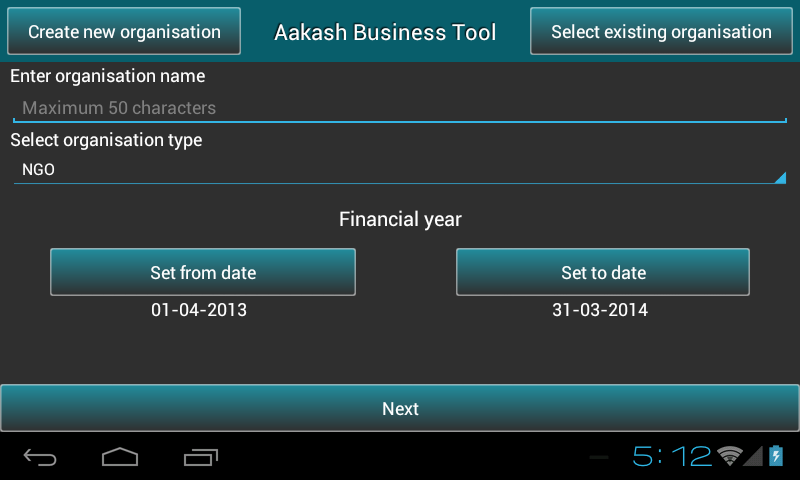 Create new organisation
Aakash Business Tool
Select existing organisation
Enter organisation name
Maximum 50 characters
Select organisation type
NGO
Financial year
Set from date
Set to date
01-04-2013
31-03-2014
Next
5:12